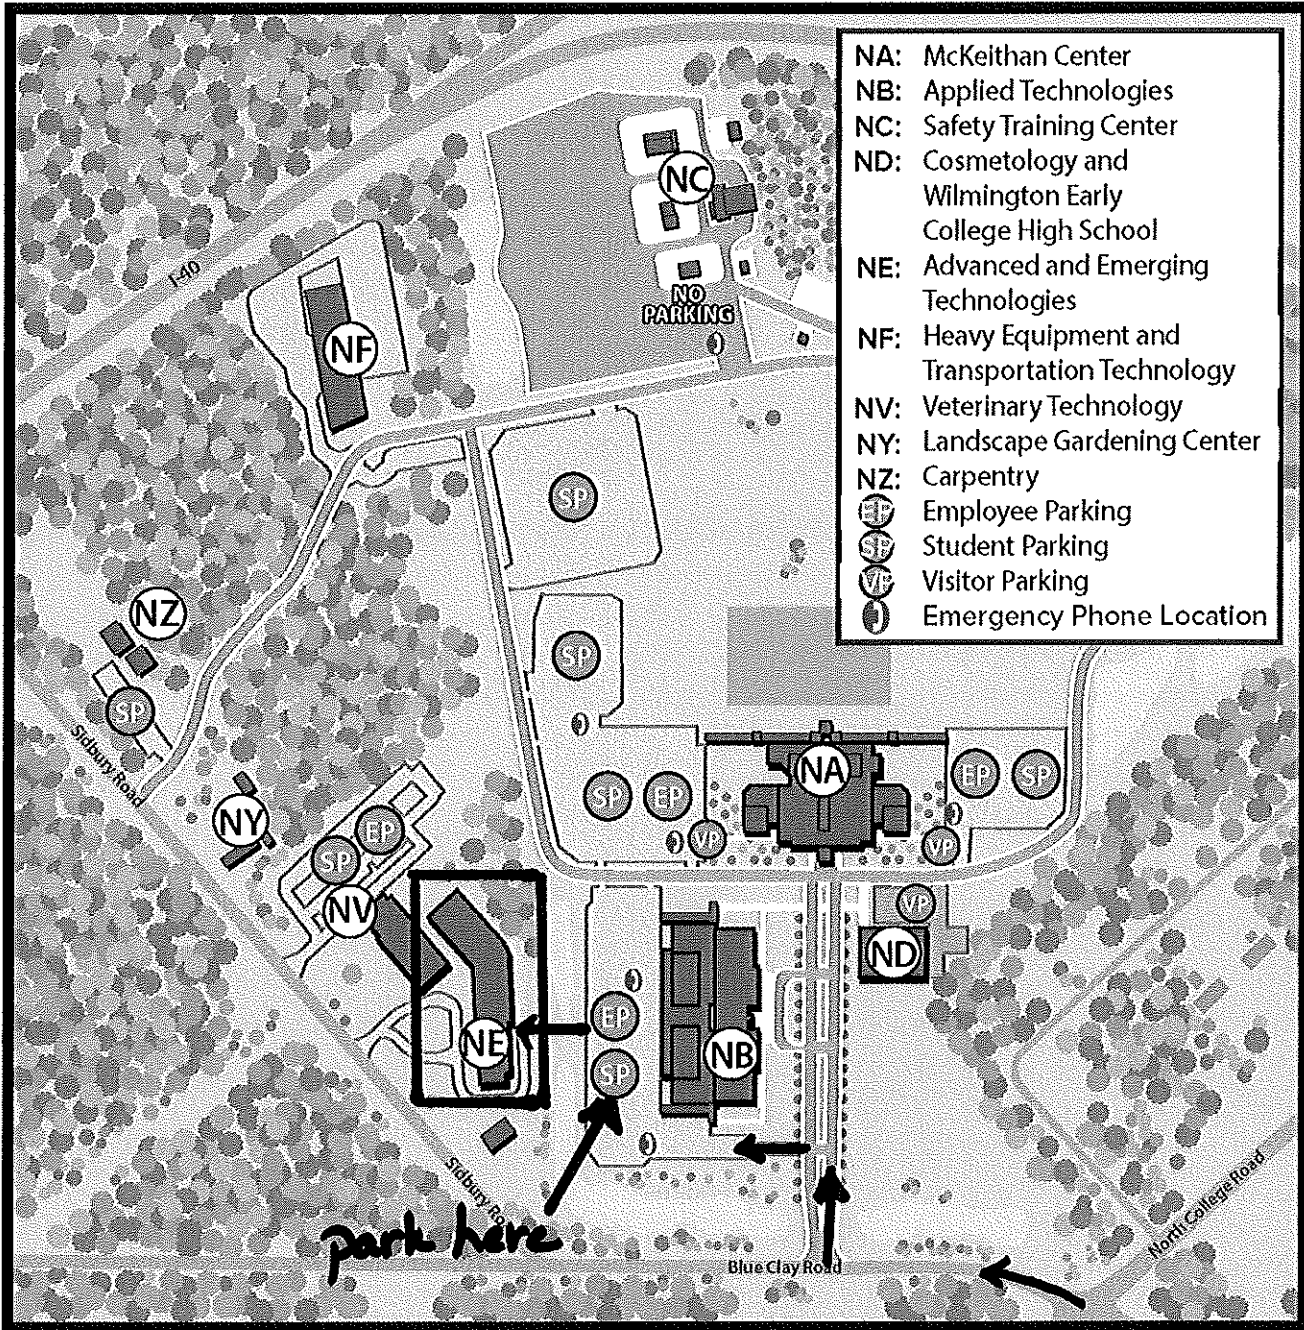 NA: McKeithan Center
NB: Applied Technologies
NC: Safety Training Center
ND: Cosmetology and
Wilmington Early
College High School
NE: Advanced and Emerging
Technologies
NF: Heavy Equipment and
Transportation Technology
NV: Veterinary Technology
NY: Landscape Gardening Center
NZ: Carpentry
EP Employee Parking
SP Student Parking
VP Visitor Parking
Emergency Phone Location
NC
I-40
NO
PARKING
NF
SP
NZ
SP
SP
Sidbury Road
NA
EP SP
SP EP
NY
EP
VP
VP
SP
NV
VP
ND
EP
NE
NB
SP
Sidbury Ro
park here
North College Road
Blue Clay Road